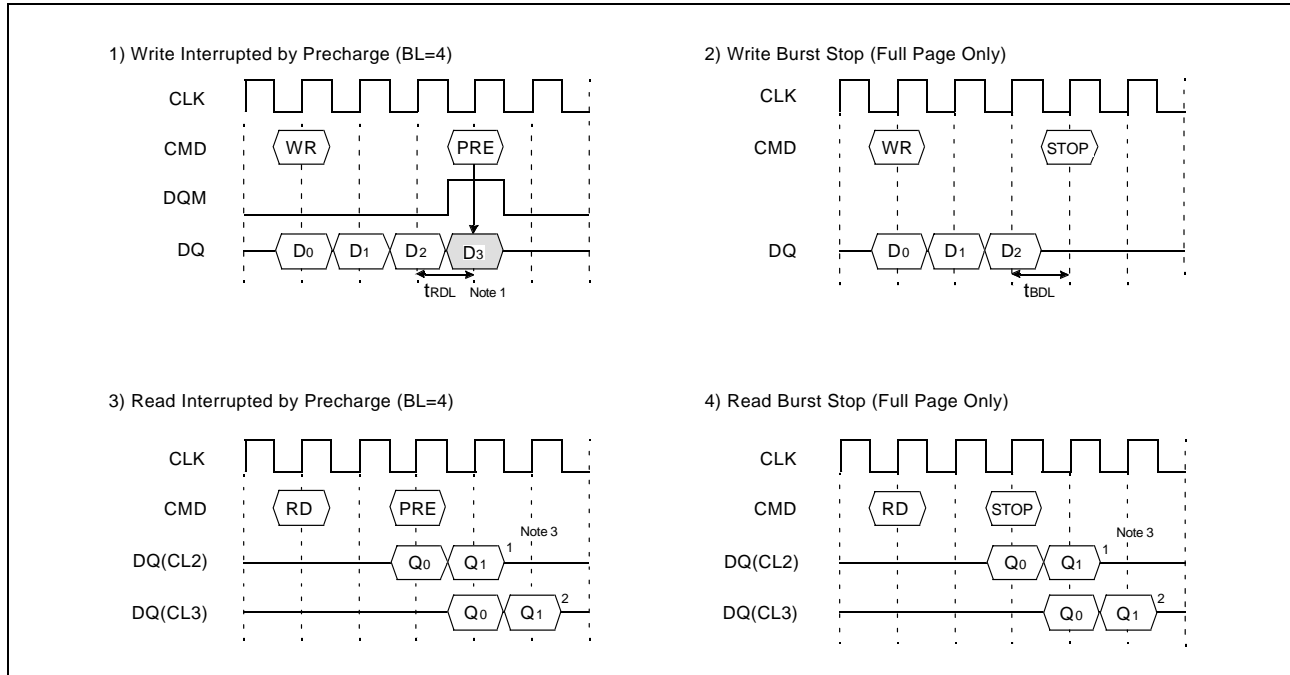 1) Write Interrupted by Precharge (BL=4)
CLK
CMD
WR
PRE
DQM
DQ
D0
D1
D2
D3
tRDL
Note 1
2) Write Burst Stop (Full Page Only)
CLK
CMD
WR
STOP
DQ
D0
D1
D2
tBDL
3) Read Interrupted by Precharge (BL=4)
CLK
CMD
RD
PRE
Note 3
DQ(CL2)
Q0
Q1
1
DQ(CL3)
Q0
Q1
2
4) Read Burst Stop (Full Page Only)
CLK
CMD
RD
STOP
Note 3
DQ(CL2)
Q0
Q1
1
DQ(CL3)
Q0
Q1
2